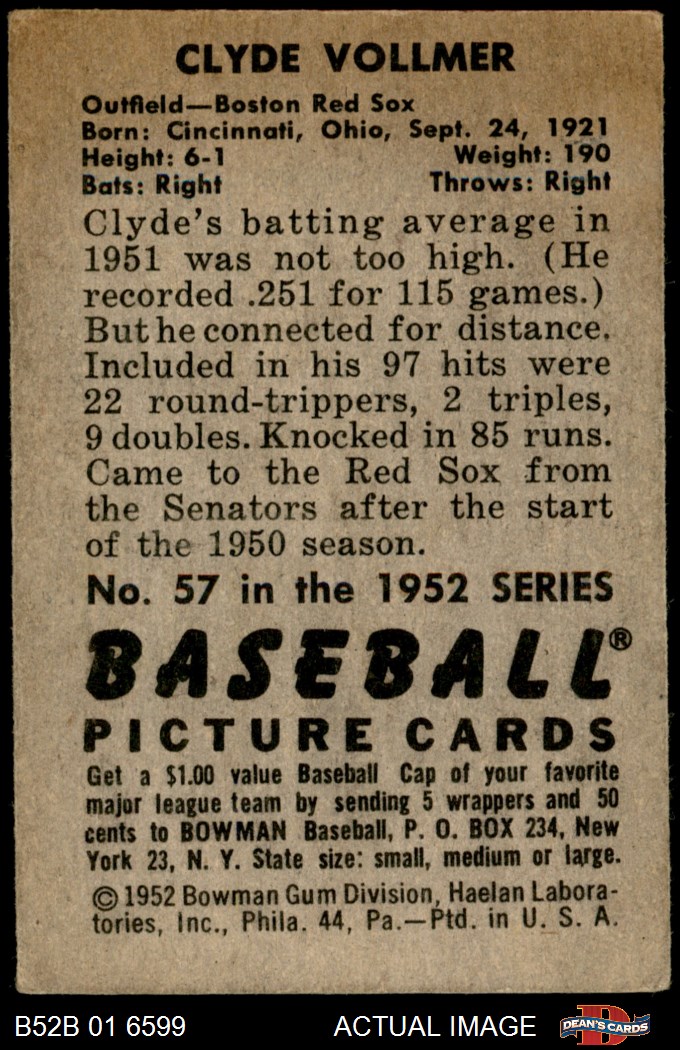 CLYDE VOLLMER
Outfield—Boston Red Sox
Born: Cincinnati, Ohio, Sept. 24, 1921
Height: 6-1 Weight: 190
Bats: Right Throws: Right
Clyde's batting average in
1951 was not too high. (He
recorded .251 for 115 games.)
But he connected for distance.
Included in his 97 hits were
22 round-trippers, 2 triples,
9 doubles. Knocked in 85 runs.
Came to the Red Sox from
the Senators after the start
of the 1950 season.
No. 57 in the 1952 SERIES
BASEBALL®
PICTURE CARDS
Get a $1.00 value Baseball Cap of your favorite
major league team by sending 5 wrappers and 50
cents to BOWMAN Baseball, P. O. BOX 234, New
York 23, N. Y. State size: small, medium or large.
© 1952 Bowman Gum Division, Haelan Labora-
tories, Inc., Phila. 44, Pa.—Ptd. in U. S. A.
B52B 01 6599 ACTUAL IMAGE DEAN'S CARDS